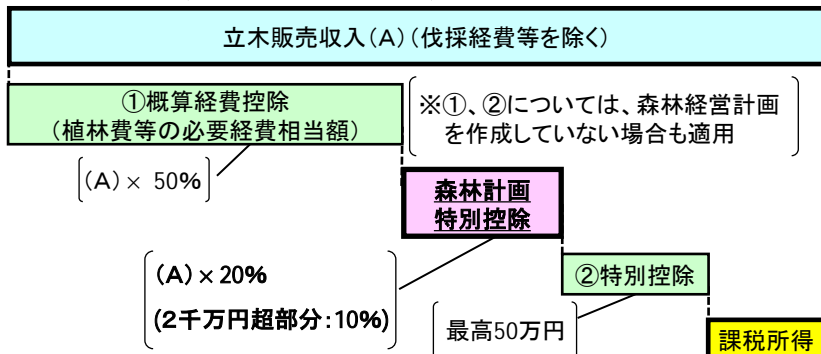 立木販売収入(A)(伐採経費等を除く)
①概算経費控除
(植林費等の必要経費相当額)
※①、②については、森林経営計画
を作成していない場合も適用
(A)× 50%
森林計画
特別控除
(A)×20%
(2千万円超部分:10%)
②特別控除
最高50万円
課税所得